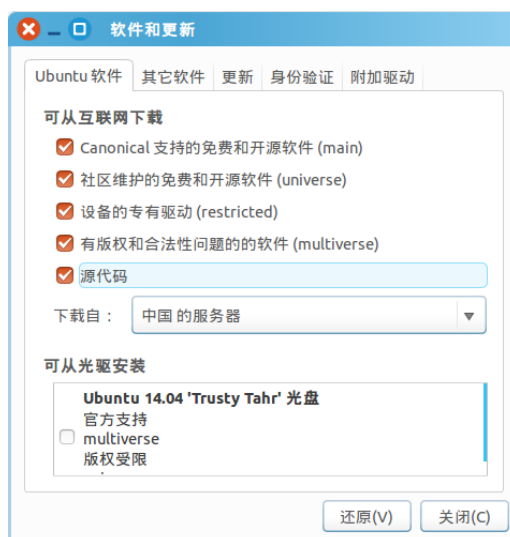 软件和更新
Ubuntu 软件 其它软件 更新 身份验证 附加驱动
可从互联网下载
Canonical 支持的免费和开源软件 (main)
社区维护的免费和开源软件 (universe)
设备的专有驱动 (restricted)
有版权和合法性问题的的软件 (multiverse)
源代码
下载自： 中国 的服务器
可从光驱安装
Ubuntu 14.04 'Trusty Tahr' 光盘
官方支持
multiverse
版权受限
还原(V) 关闭(C)